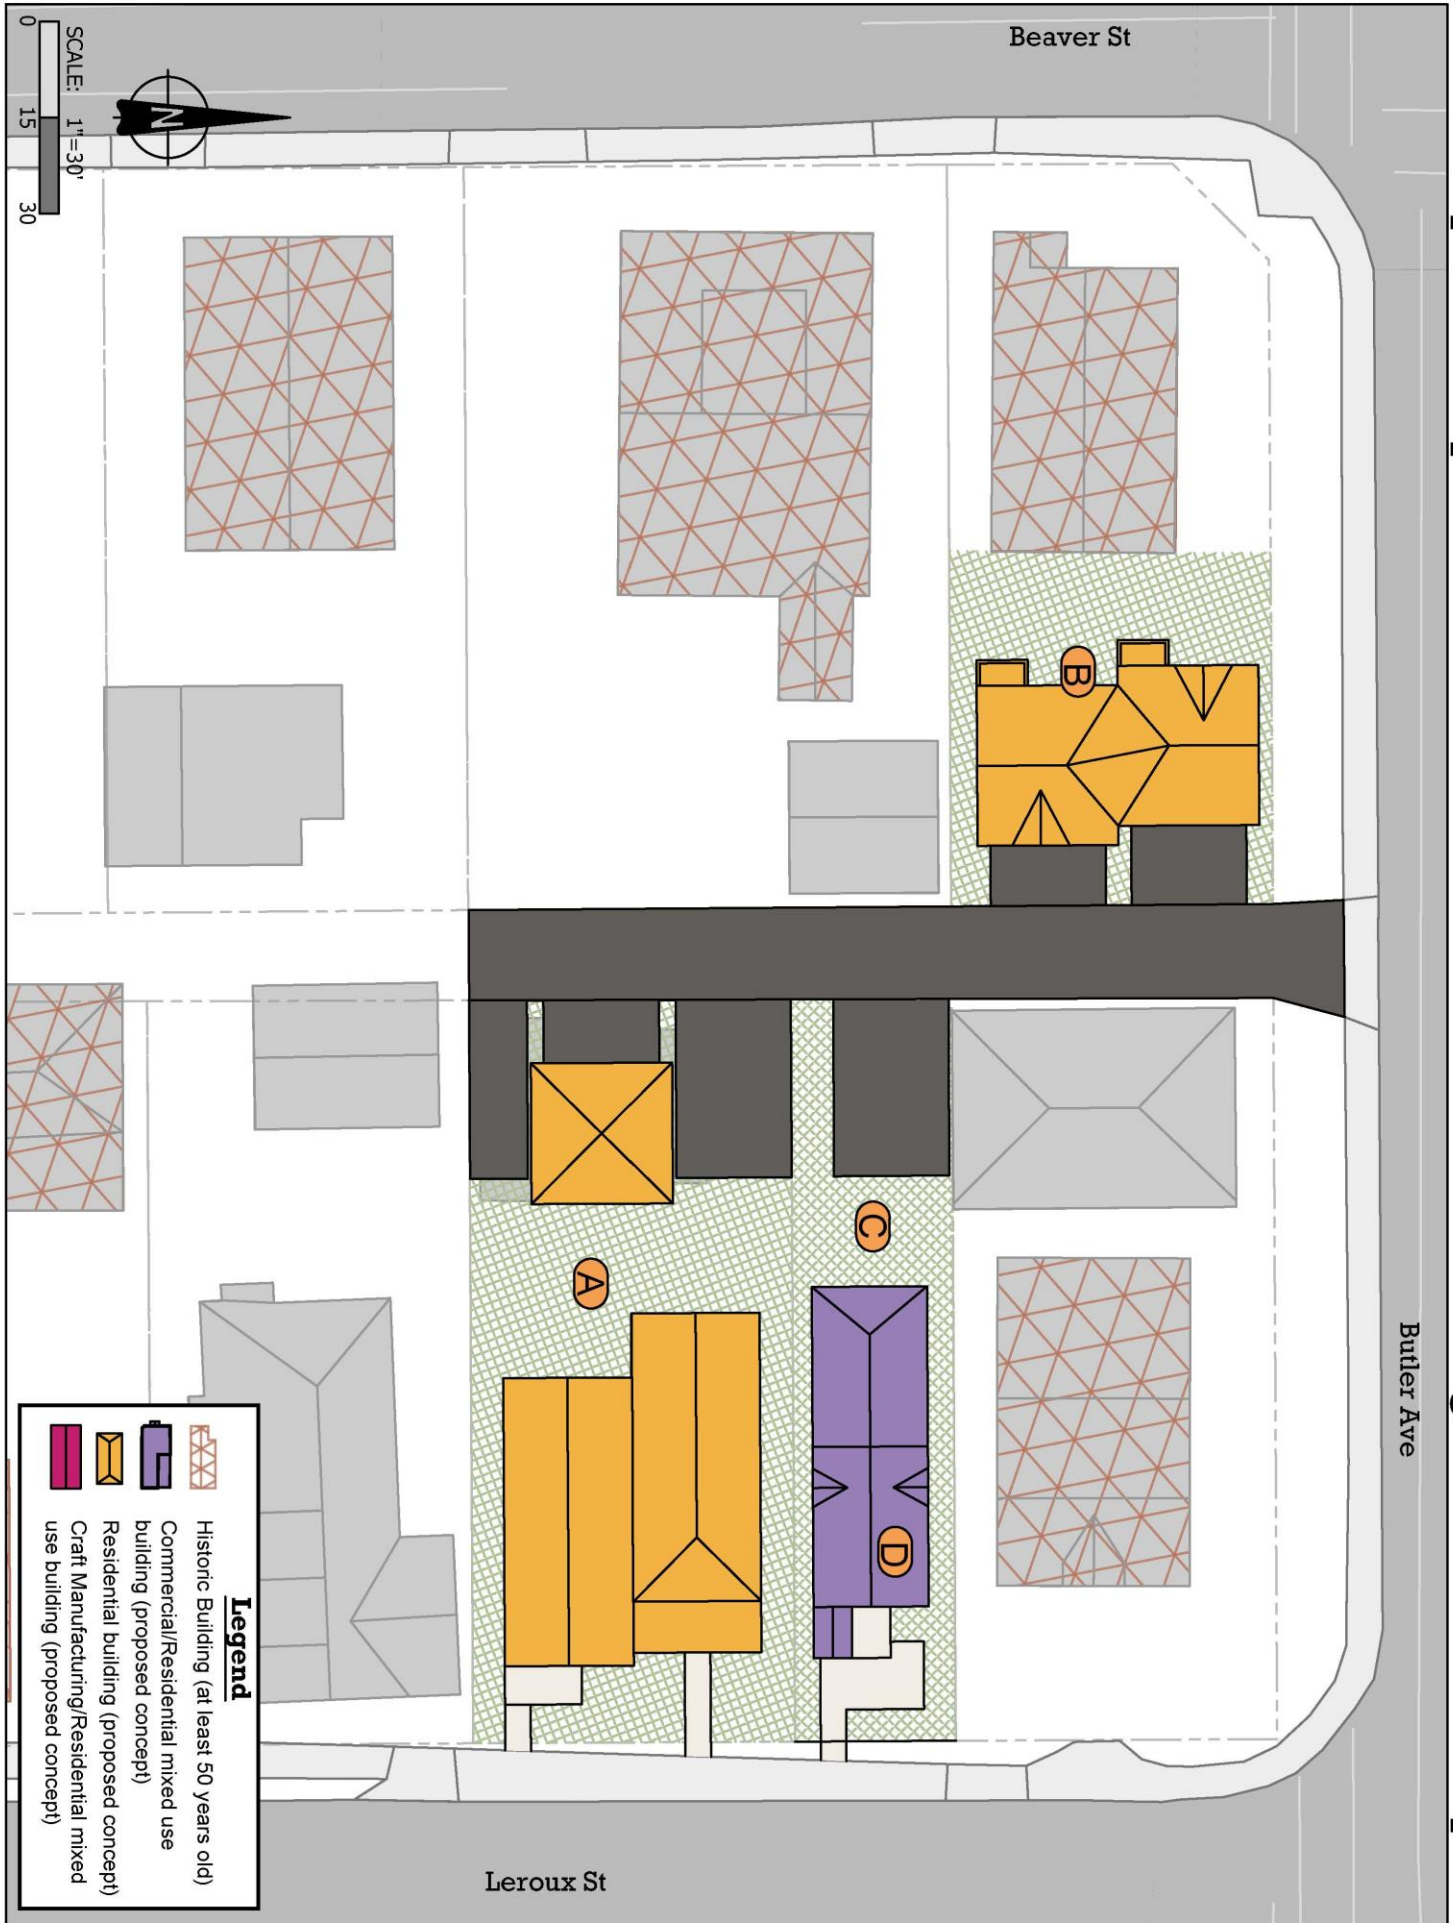 Beaver St
Butler Ave
Leroux St
SCALE: 1"=30'
0 15 30
N
B
C
A
D
Legend
Historic Building (at least 50 years old)
Commercial/Residential mixed use
building (proposed concept)
Residential building (proposed concept)
Craft Manufacturing/Residential mixed
use building (proposed concept)